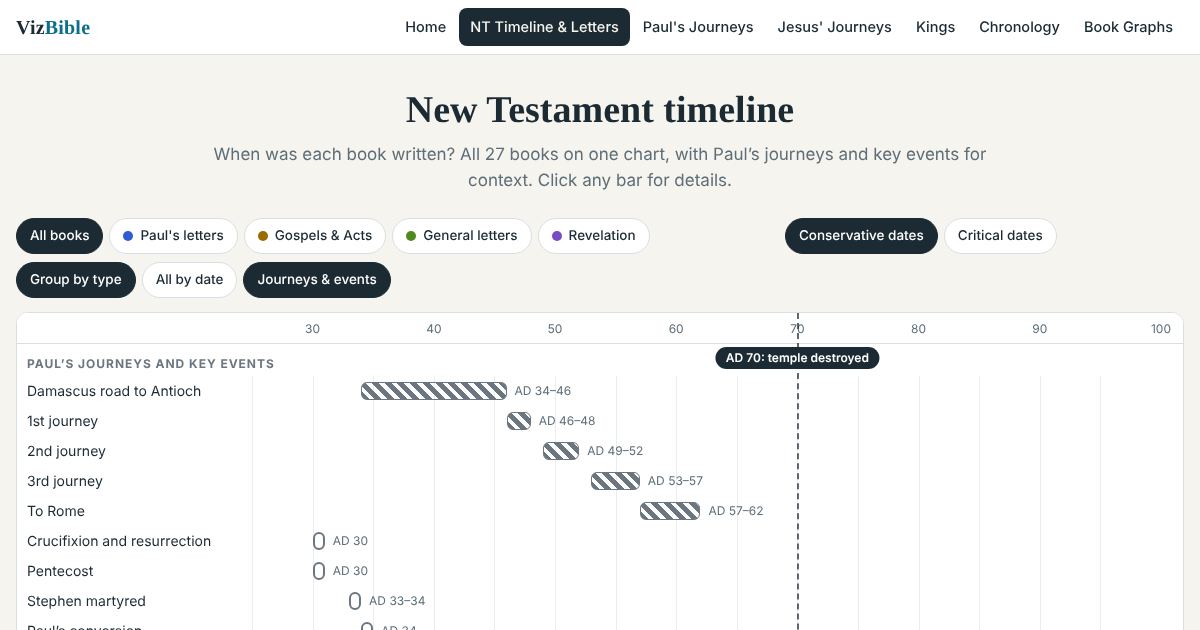 VizBible
Home
NT Timeline & Letters
Paul's Journeys
Jesus' Journeys
Kings
Chronology
Book Graphs
New Testament timeline
When was each book written? All 27 books on one chart, with Paul’s journeys and key events for
context. Click any bar for details.
All books
Paul's letters
Gospels & Acts
General letters
Revelation
Conservative dates
Critical dates
Group by type
All by date
Journeys & events
30 40 50 60 70 80 90 100
AD 70: temple destroyed
PAUL’S JOURNEYS AND KEY EVENTS
Damascus road to Antioch AD 34–46
1st journey AD 46–48
2nd journey AD 49–52
3rd journey AD 53–57
To Rome AD 57–62
Crucifixion and resurrection AD 30
Pentecost AD 30
Stephen martyred AD 33–34
Paul’s conversion AD 34